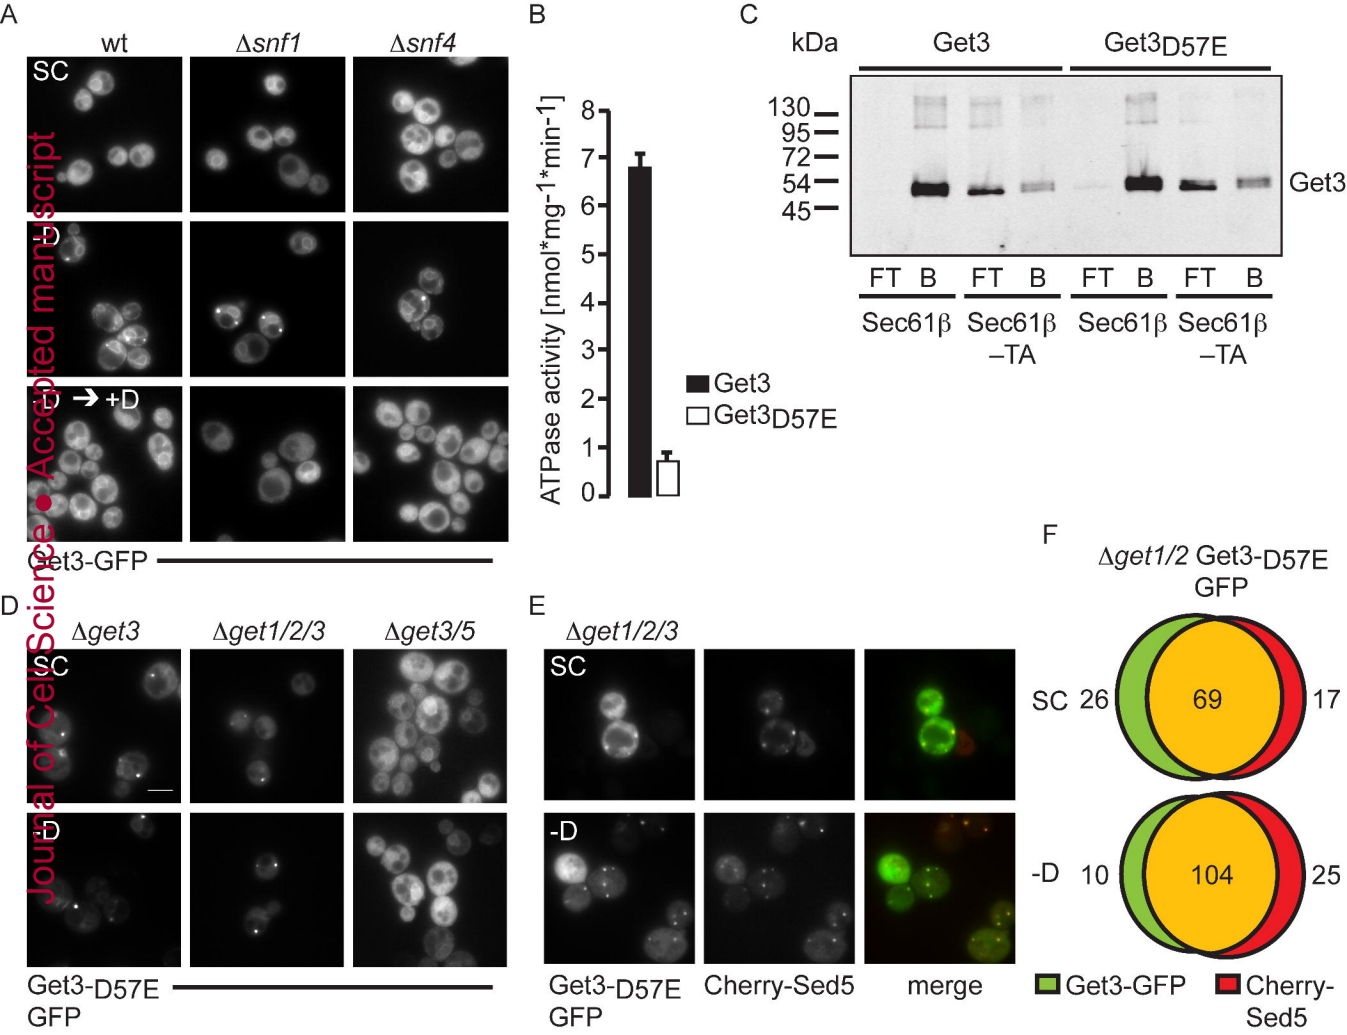 A
wt
Δsnf1
Δsnf4
SC
-D
-D ➔ +D
Get3-GFP
B
ATPase activity [nmol*mg-1*min-1]
8
7
6
5
4
3
2
1
0
Get3
Get3D57E
C
kDa
Get3
Get3D57E
130
95
72
54
45
Get3
FT B FT B FT B FT B
Sec61β
Sec61β
–TA
Sec61β
Sec61β
–TA
D
Δget3
Δget1/2/3
Δget3/5
SC
-D
Get3-D57E
GFP
E
Δget1/2/3
SC
-D
Get3-D57E
GFP
Cherry-Sed5
merge
F
Δget1/2 Get3-D57E
GFP
SC 26 69 17
-D 10 104 25
Get3-GFP
Cherry-
Sed5
Journal of Cell Science ● Accepted manuscript